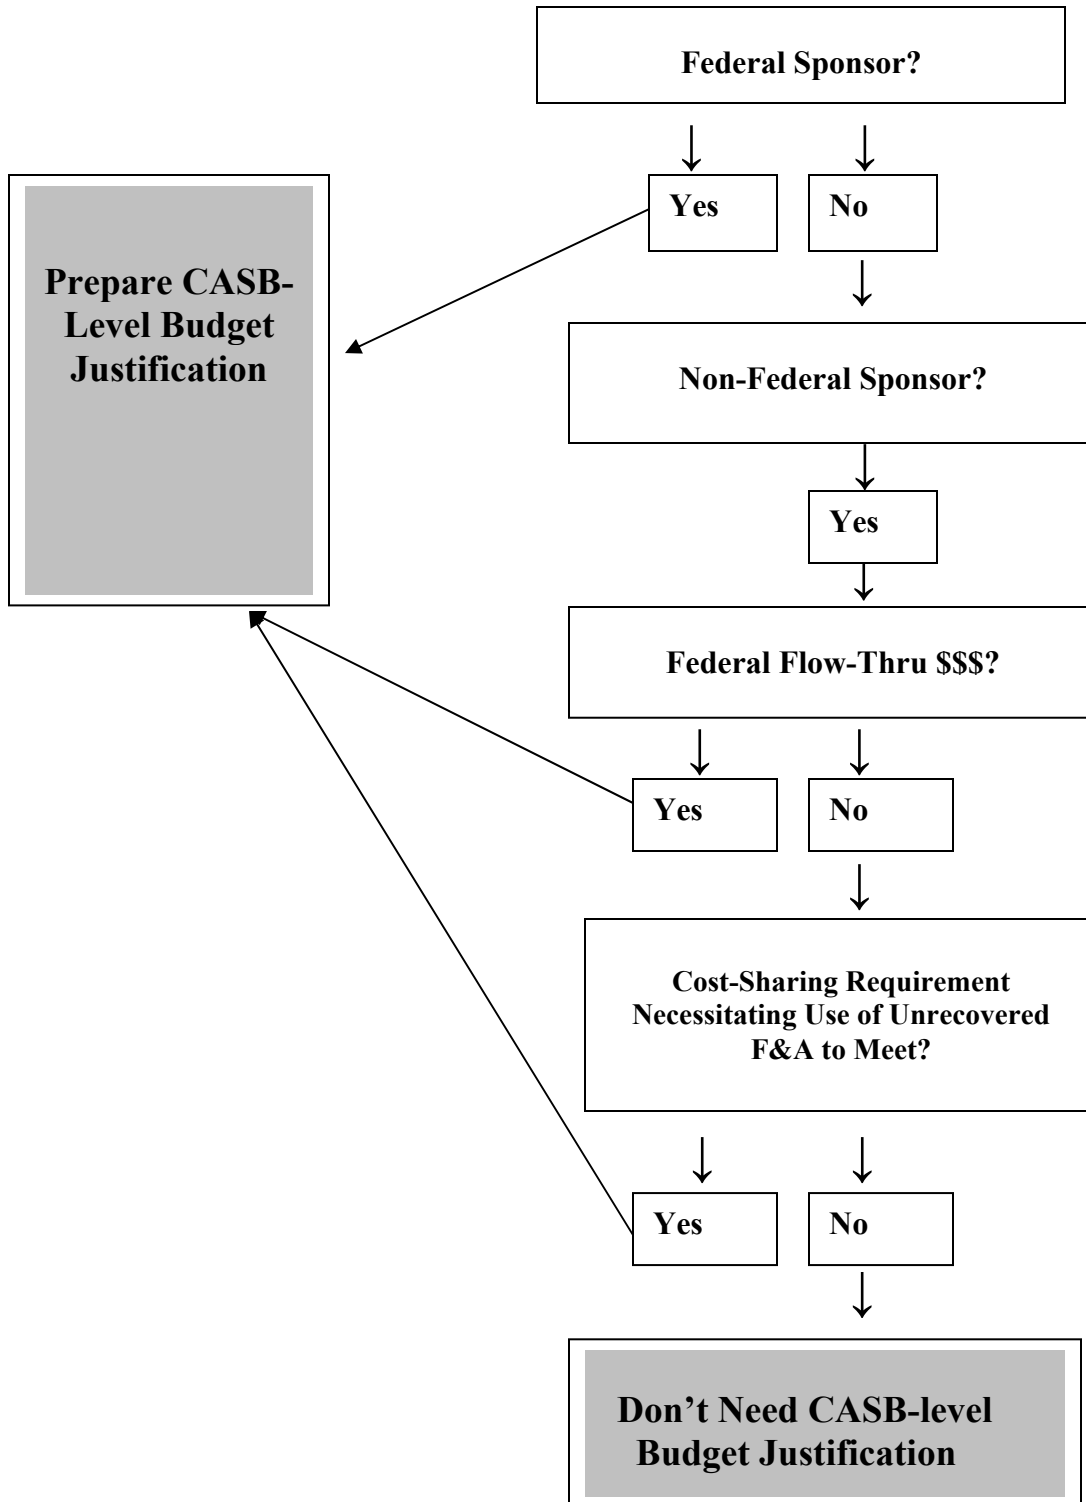 Federal Sponsor?
Yes
No
Prepare CASB-
Level Budget
Justification
Non-Federal Sponsor?
Yes
Federal Flow-Thru $$$?
Yes
No
Cost-Sharing Requirement
Necessitating Use of Unrecovered
F&A to Meet?
Yes
No
Don’t Need CASB-level
Budget Justification